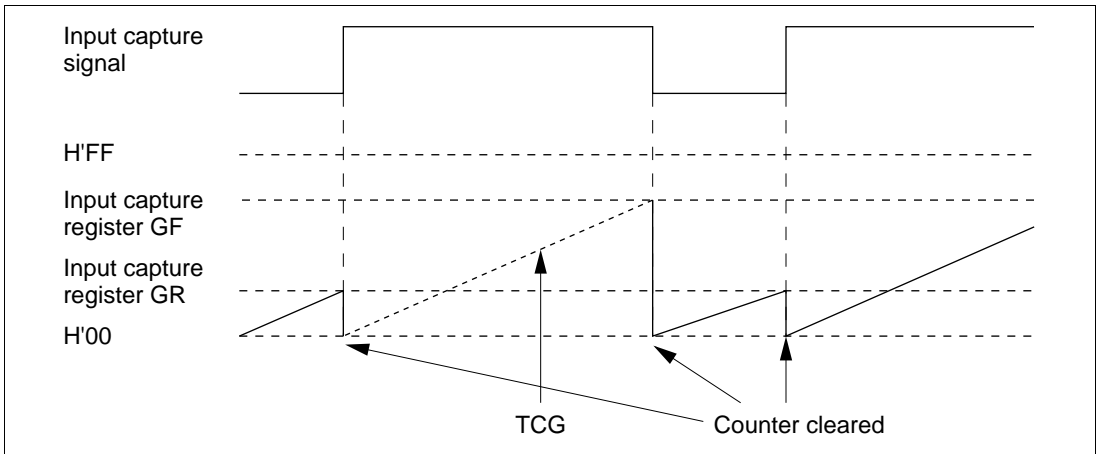 Input capture
signal
H'FF
Input capture
register GF
Input capture
register GR
H'00
TCG
Counter cleared